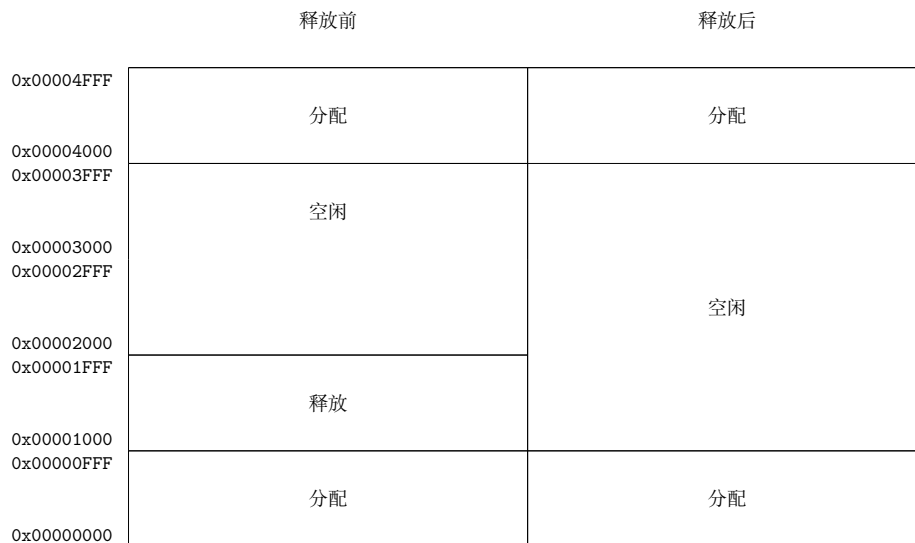 释放前 释放后
0x00004FFF
分配 分配
0x00004000
0x00003FFF
空闲
0x00003000
0x00002FFF
空闲
0x00002000
0x00001FFF
释放
0x00001000
0x00000FFF
分配 分配
0x00000000